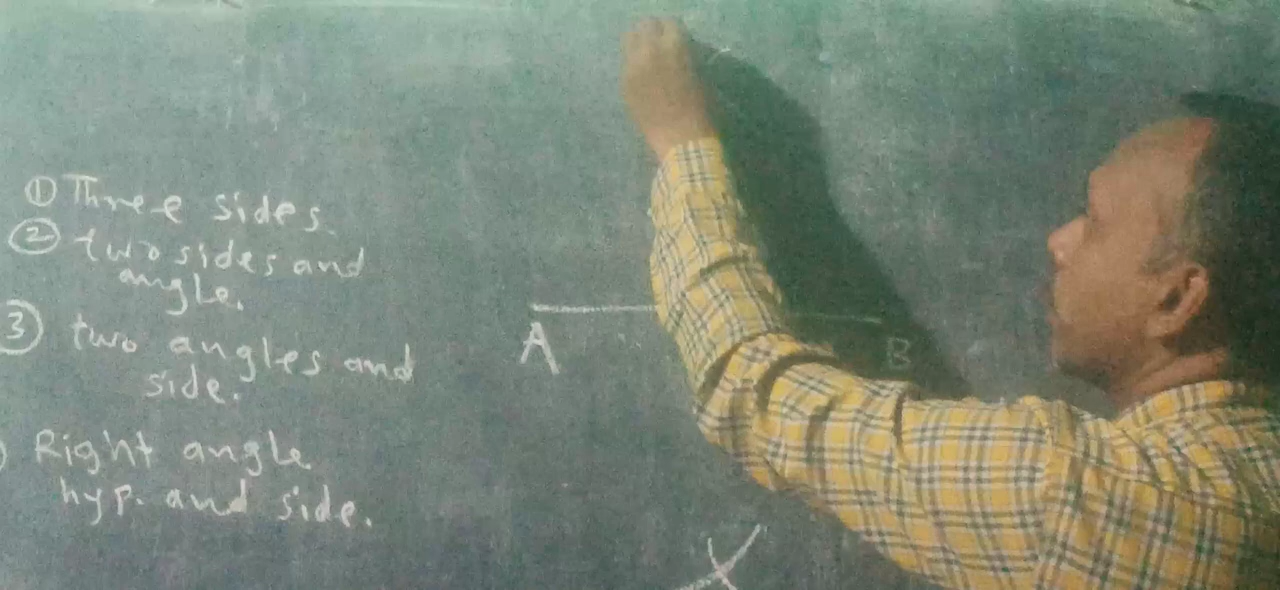 ① Three sides.
② two sides and
angle.
③ two angles and
side.
) Right angle
hyp. and side.
A
B